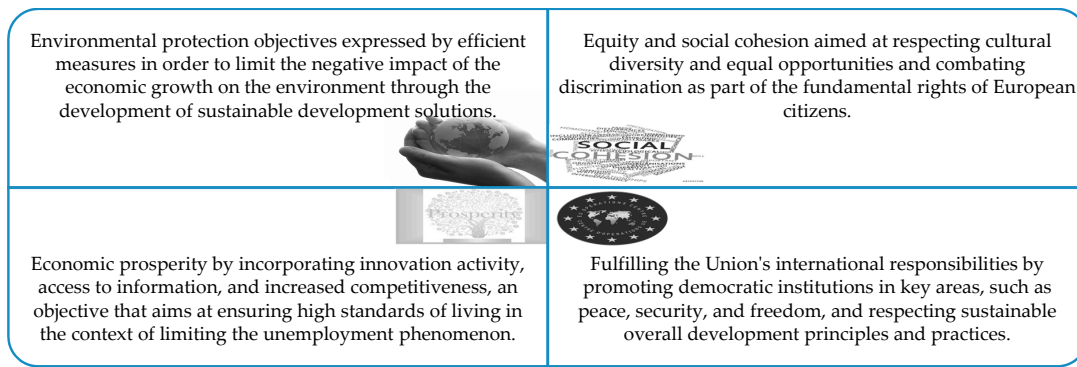 Environmental protection objectives expressed by efficient
measures in order to limit the negative impact of the
economic growth on the environment through the
development of sustainable development solutions.
Equity and social cohesion aimed at respecting cultural
diversity and equal opportunities and combating
discrimination as part of the fundamental rights of European
citizens.
SOCIAL
COHESION
Prosperity
Economic prosperity by incorporating innovation activity,
access to information, and increased competitiveness, an
objective that aims at ensuring high standards of living in
the context of limiting the unemployment phenomenon.
Fulfilling the Union's international responsibilities by
promoting democratic institutions in key areas, such as
peace, security, and freedom, and respecting sustainable
overall development principles and practices.